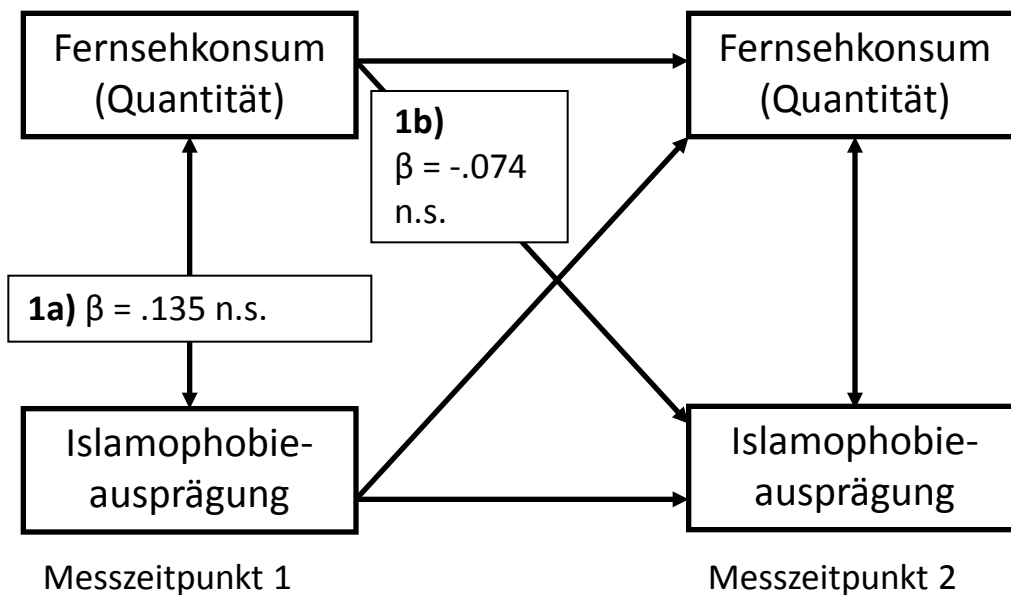 Fernsehkonsum
(Quantität)
Fernsehkonsum
(Quantität)
1b)
β = -.074
n.s.
1a) β = .135 n.s.
Islamophobie-
ausprägung
Islamophobie-
ausprägung
Messzeitpunkt 1
Messzeitpunkt 2